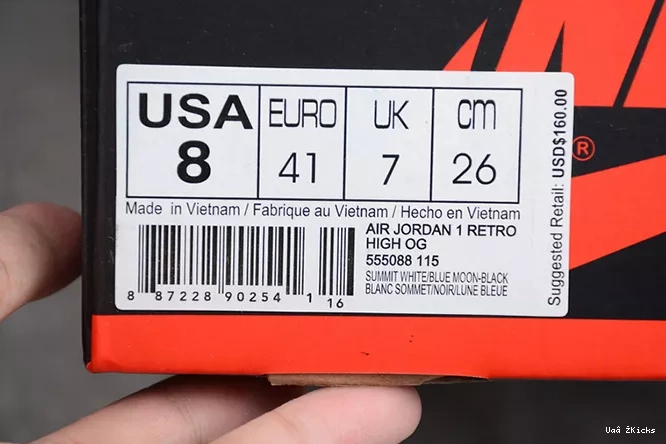 USA EURO UK cm
8 41 7 26
Made in Vietnam / Fabrique au Vietnam / Hecho en Vietnam
AIR JORDAN 1 RETRO
HIGH OG
555088 115
SUMMIT WHITE/BLUE MOON-BLACK
BLANC SOMMET/NOIR/LUNE BLEUE
8 87228 90254 1 16
Suggested Retail: USD$160.00
®